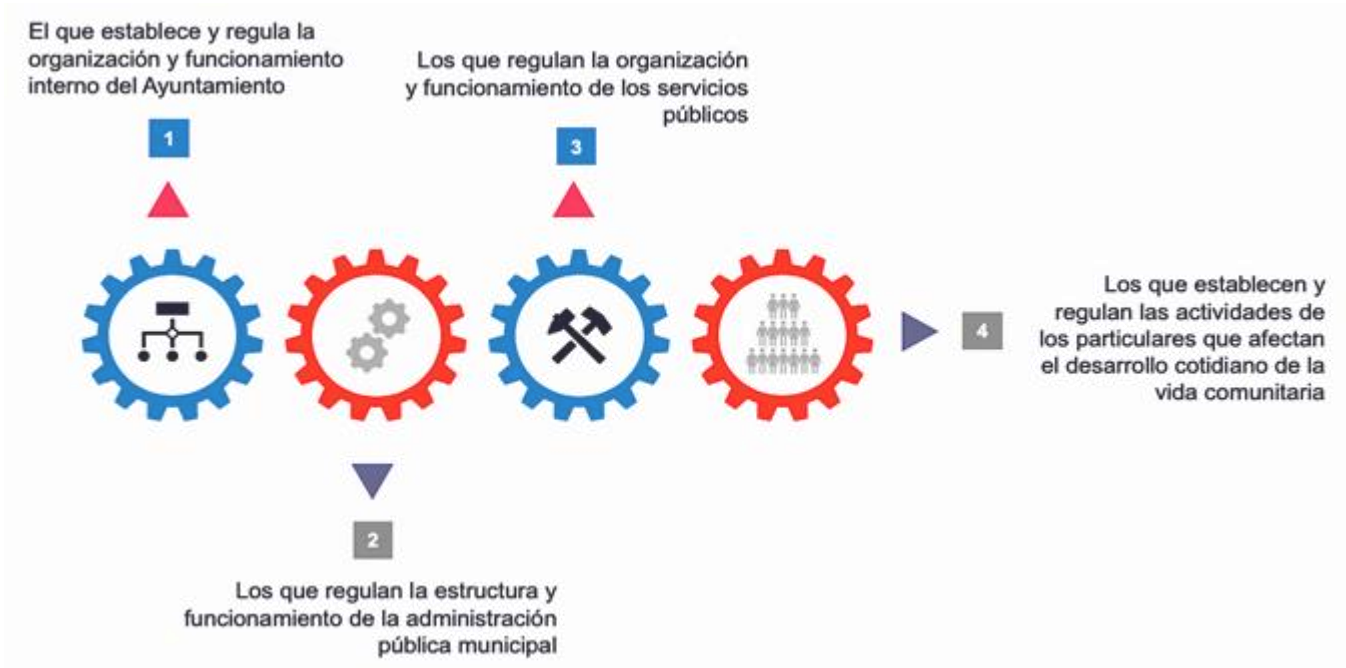 El que establece y regula la
organización y funcionamiento
interno del Ayuntamiento
1
Los que regulan la organización
y funcionamiento de los servicios
públicos
3
Los que establecen y
regulan las actividades de
los particulares que afectan
el desarrollo cotidiano de la
vida comunitaria
4
2
Los que regulan la estructura y
funcionamiento de la administración
pública municipal